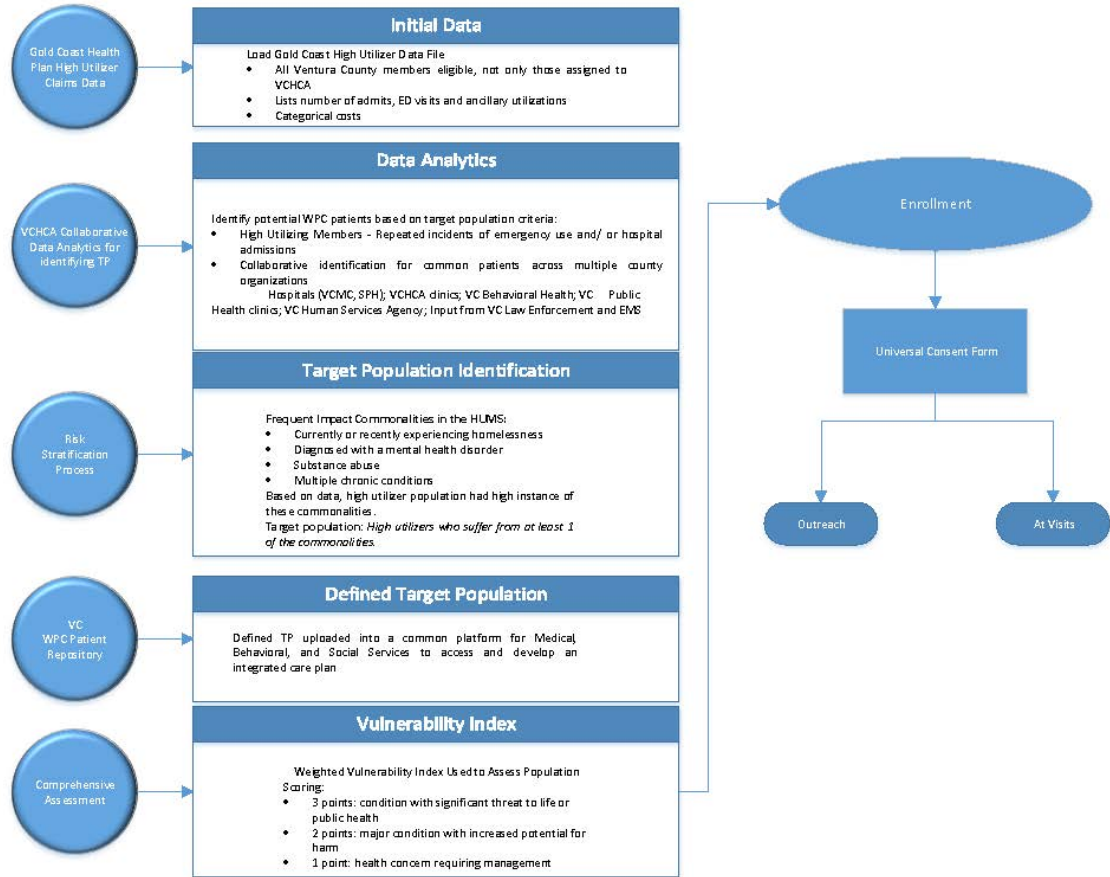 Gold Coast Health
Plan High Utilizer
Claims Data
Initial Data
Load Gold Coast High Utilizer Data File
• All Ventura County members eligible, not only those assigned to
VCHCA
• Lists number of admits, ED visits and ancillary utilizations
• Categorical costs
VCHCA Collaborative
Data Analytics for
identifying TP
Data Analytics
Identify potential WPC patients based on target population criteria:
• High Utilizing Members - Repeated incidents of emergency use and/ or hospital
admissions
• Collaborative identification for common patients across multiple county
organizations
Hospitals (VCMC, SPH); VCHCA clinics; VC Behavioral Health; VC Public
Health clinics; VC Human Services Agency; Input from VC Law Enforcement and EMS
Risk
Stratification
Process
Target Population Identification
Frequent Impact Commonalities in the HUMS:
• Currently or recently experiencing homelessness
• Diagnosed with a mental health disorder
• Substance abuse
• Multiple chronic conditions
Based on data, high utilizer population had high instance of
these commonalities.
Target population: High utilizers who suffer from at least 1
of the commonalities.
VC
WPC Patient
Repository
Defined Target Population
Defined TP uploaded into a common platform for Medical,
Behavioral, and Social Services to access and develop an
integrated care plan
Comprehensive
Assessment
Vulnerability Index
Weighted Vulnerability Index Used to Assess Population
Scoring:
• 3 points: condition with significant threat to life or
public health
• 2 points: major condition with increased potential for
harm
• 1 point: health concern requiring management
Enrollment
Universal Consent Form
Outreach
At Visits